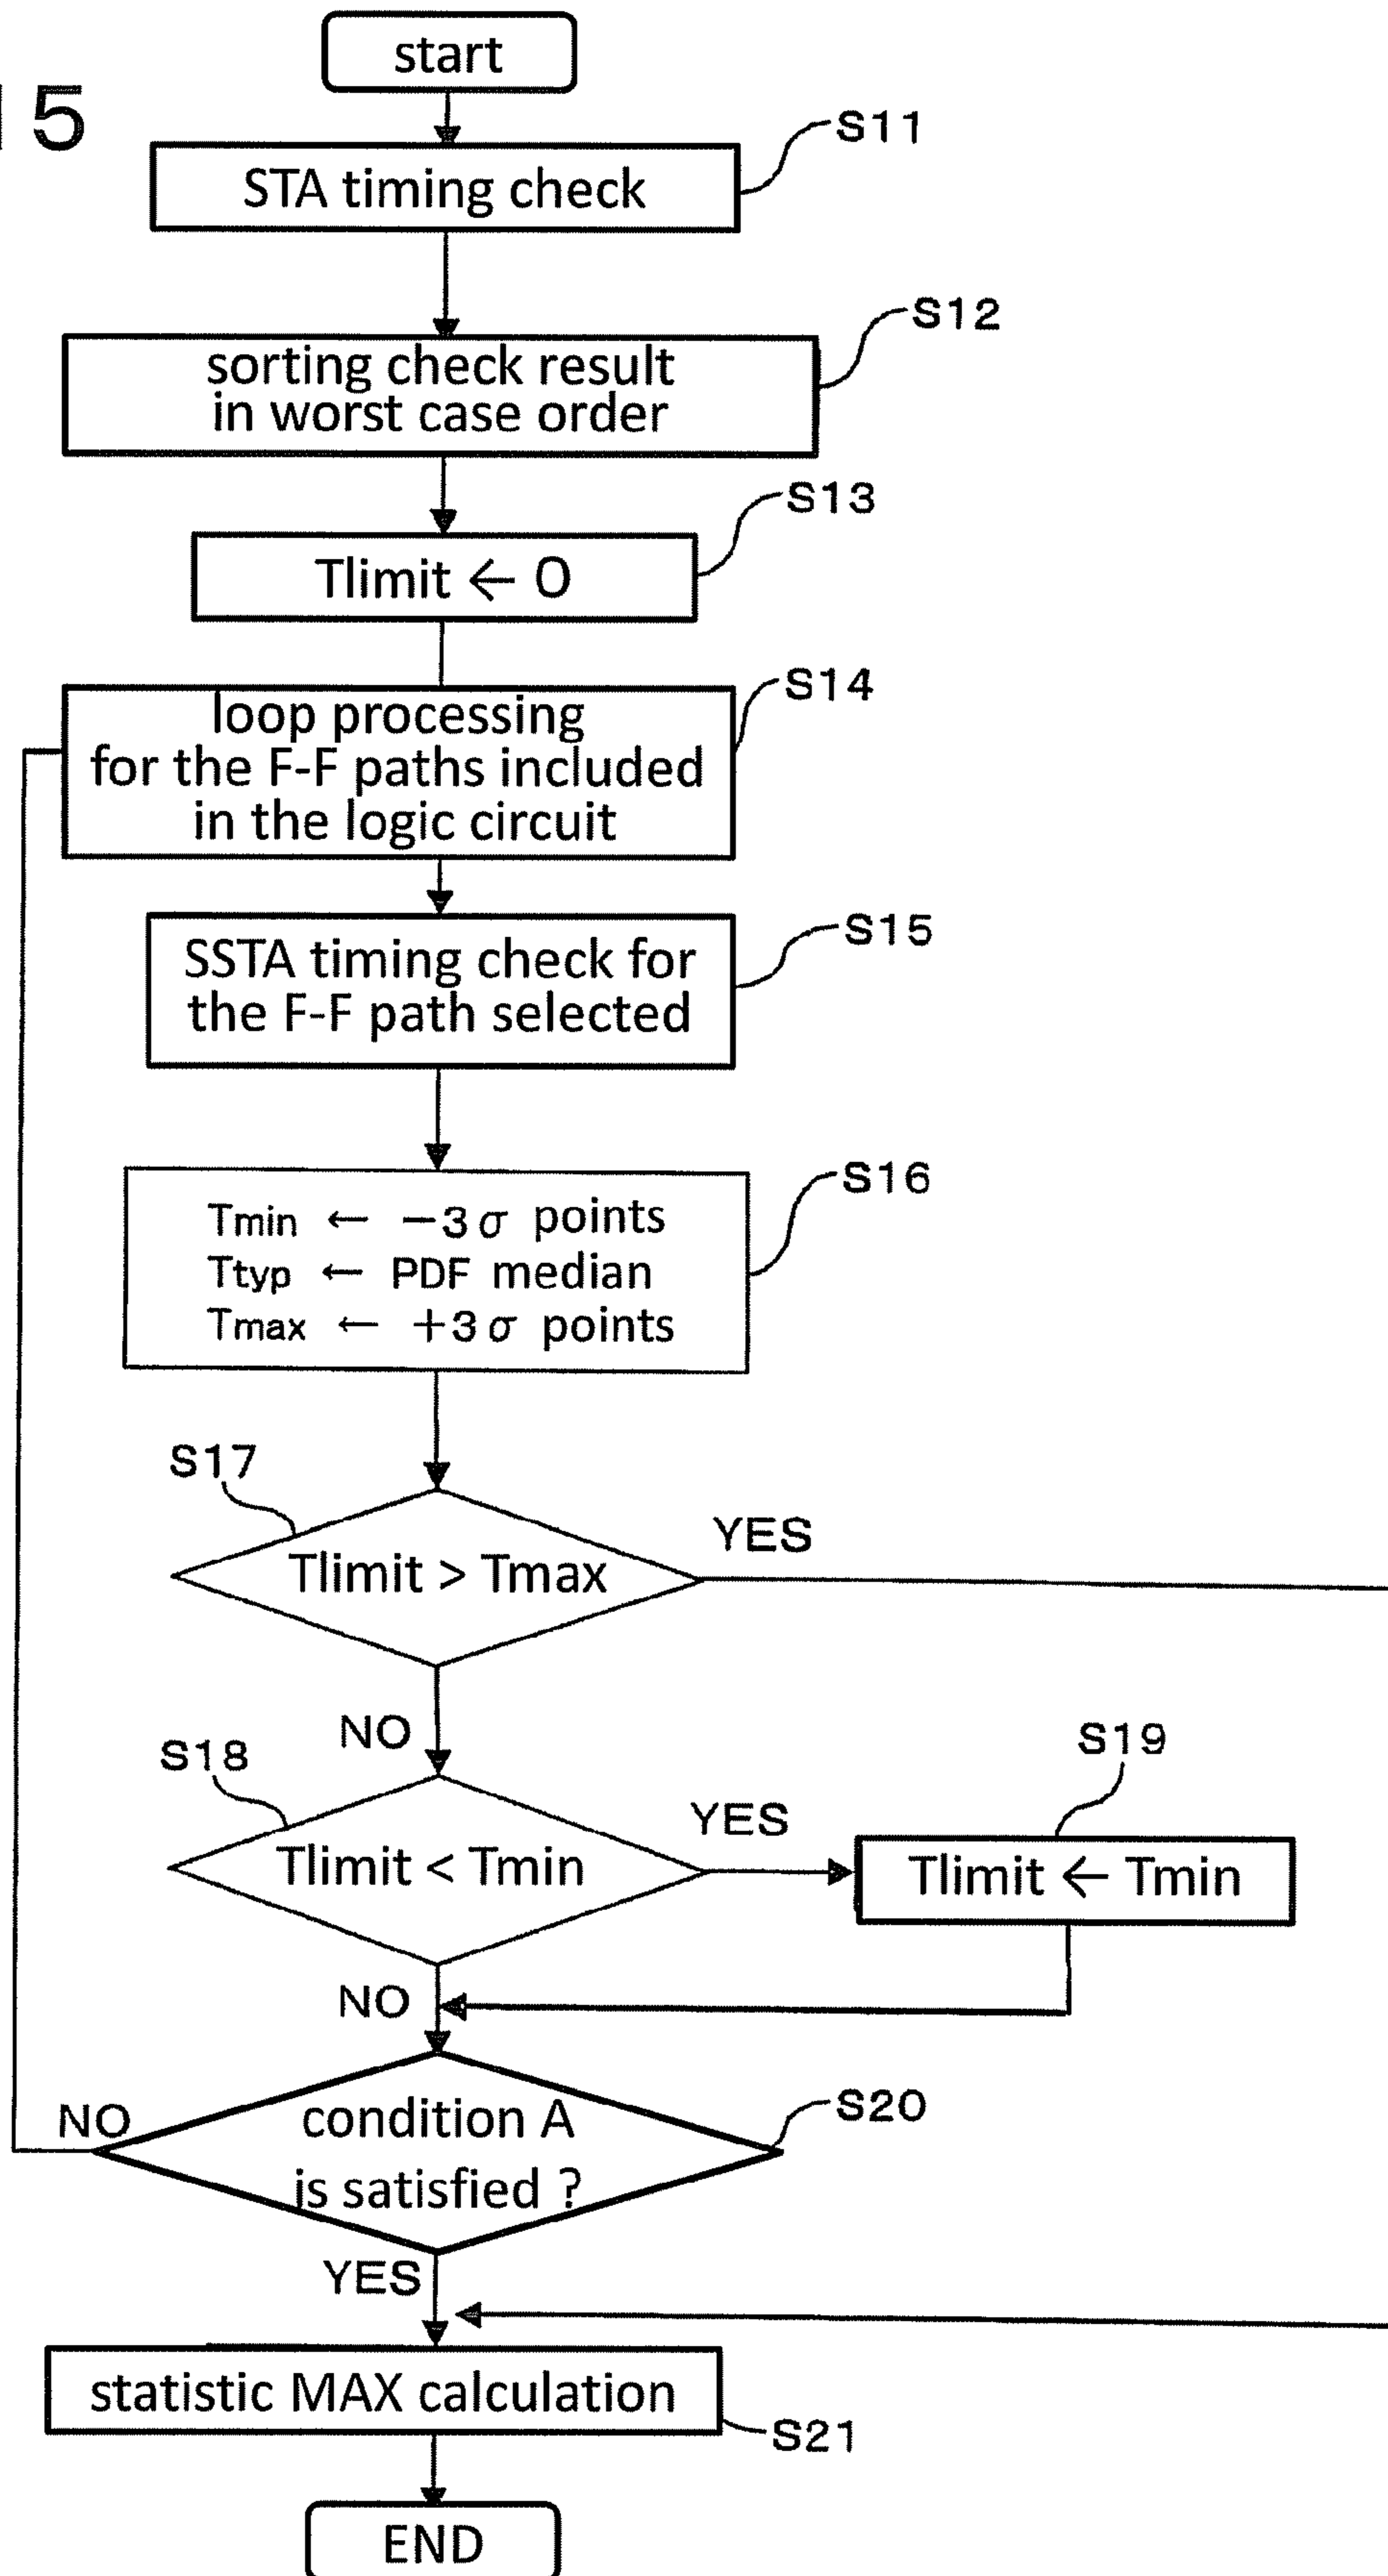 start
15
S11
STA timing check
S12
sorting check result
in worst case order
S13
Tlimit ← O
S14
loop processing
for the F-F paths included
in the logic circuit
S15
SSTA timing check for
the F-F path selected
S16
Tmin ← −3σ points
Ttyp ← PDF median
Tmax ← +3σ points
S17
YES
Tlimit > Tmax
NO
S18
S19
YES
Tlimit < Tmin
Tlimit ← Tmin
NO
NO
S20
condition A
is satisfied ?
YES
statistic MAX calculation
S21
END